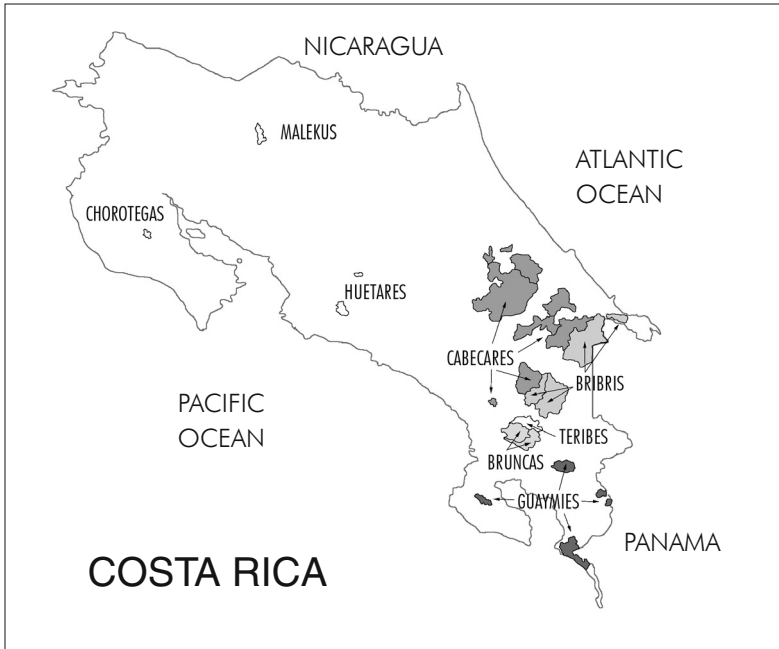 NICARAGUA
MALEKUS
ATLANTIC
OCEAN
CHOROTEGAS
HUETARES
CABECARES
BRIBRIS
PACIFIC
OCEAN
TERIBES
BRUNCAS
GUAYMIES
PANAMA
COSTA RICA